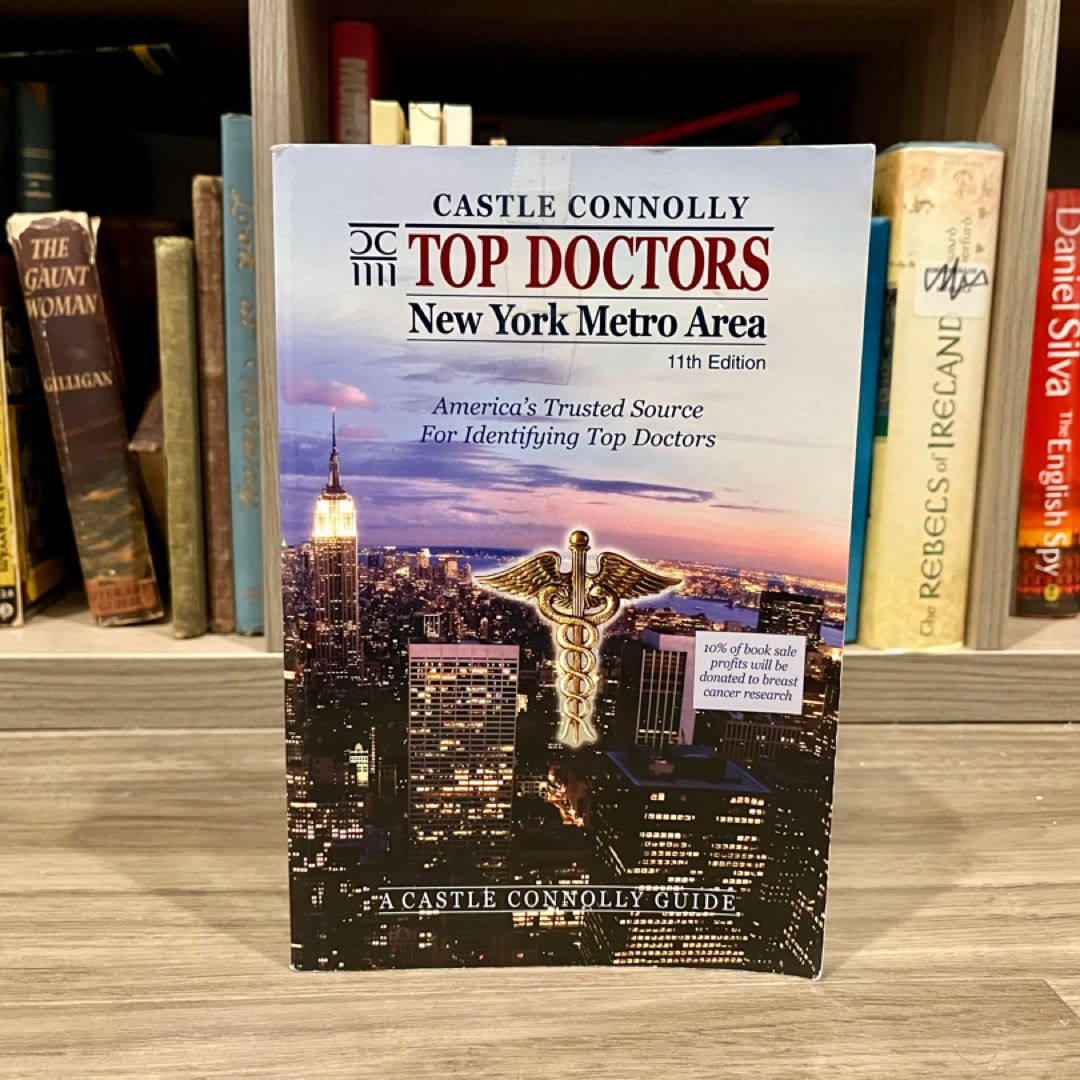 CASTLE CONNOLLY
TOP DOCTORS
New York Metro Area
11th Edition
America's Trusted Source
For Identifying Top Doctors
10% of book sale
profits will be
donated to breast
cancer research
A CASTLE CONNOLLY GUIDE
THE
GAUNT
WOMAN
GILLIGAN
The REBELS of IRELAND
Daniel Silva The English Spy